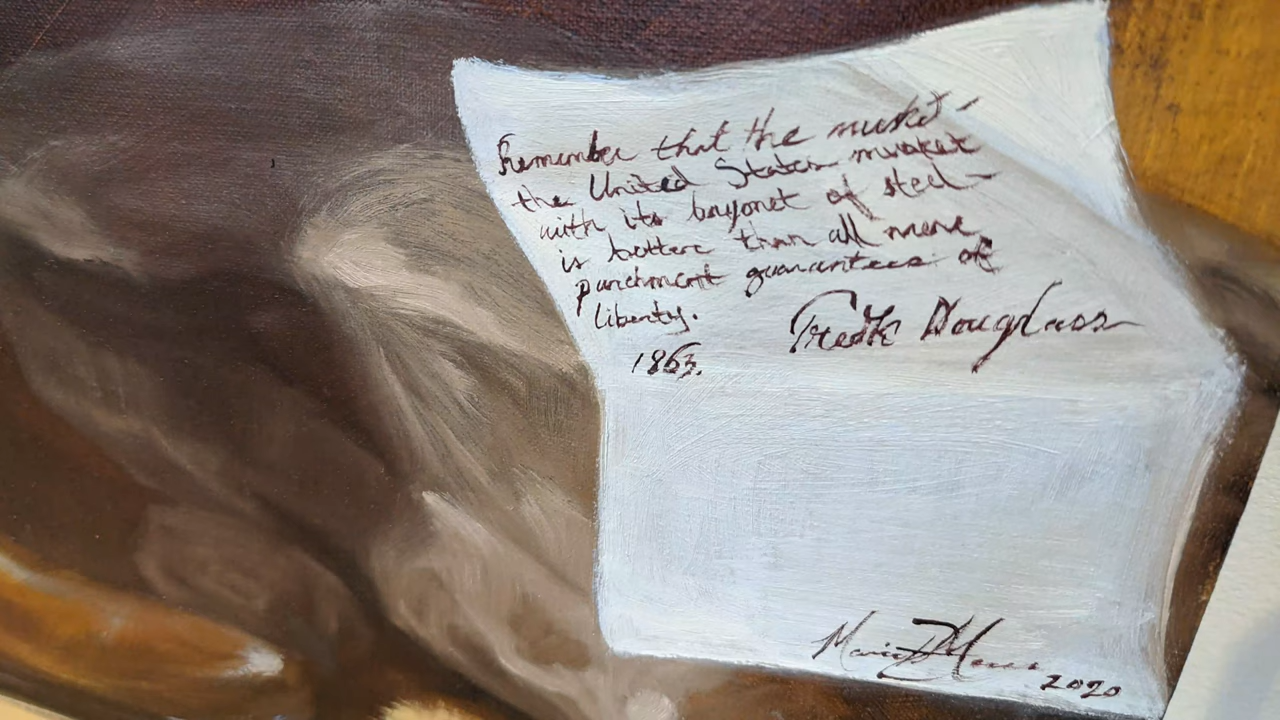 Remember that the musket -
the United States musket
with its bayonet of steel -
is better than all mere
parchment guarantees of
liberty.
1863.
Fredk Douglass
2020